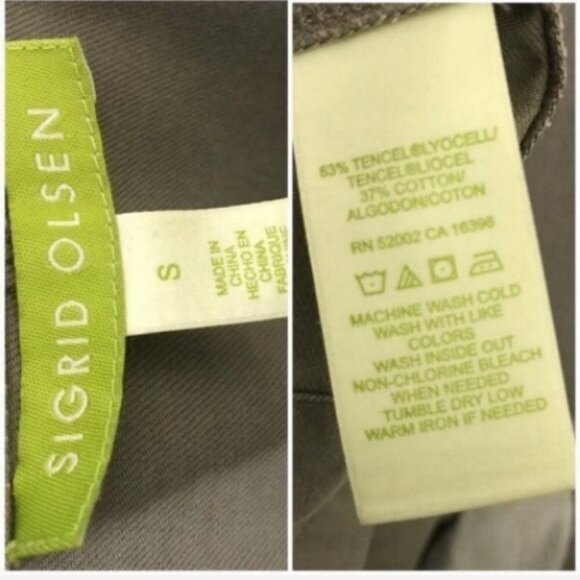 SIGRID OLSEN
S
MADE IN
CHINA
HECHO EN
CHINA
FABRIQUE
63% TENCEL®LYOCELL/
TENCEL®LIOCEL
37% COTTON/
ALGODON/COTON
RN 52002 CA 16396
MACHINE WASH COLD
WASH WITH LIKE
COLORS
WASH INSIDE OUT
NON-CHLORINE BLEACH
WHEN NEEDED
TUMBLE DRY LOW
WARM IRON IF NEEDED